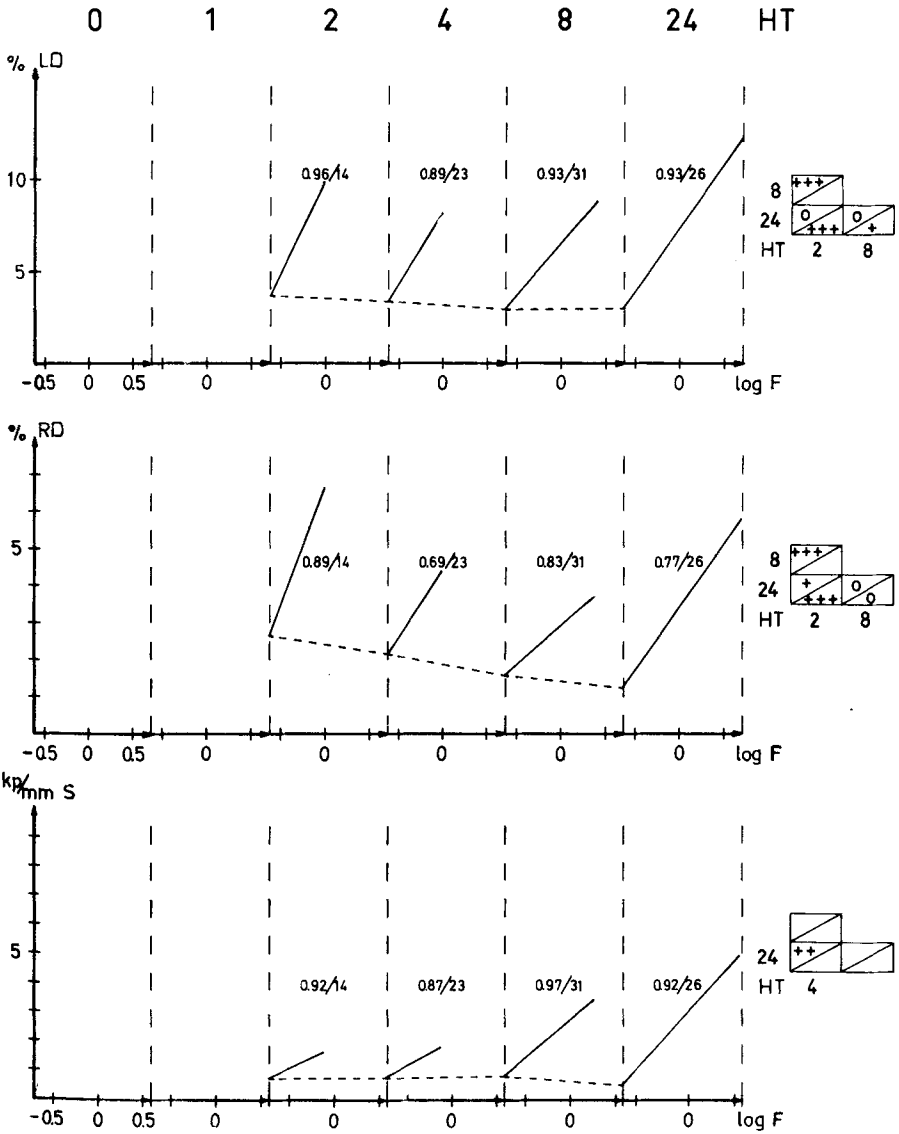 0 1 2 4 8 24 HT
% LD
10
5
0.96/14 0.89/23 0.93/31 0.93/26
8 +++
24 O +++ O +
HT 2 8
-0.5 0 0.5 0 0 0 0 0 log F
% RD
5
0.89/14 0.69/23 0.83/31 0.77/26
8 +++
24 + +++ O O
HT 2 8
-0.5 0 0.5 0 0 0 0 0 log F
kp/mm S
5
0.92/14 0.87/23 0.97/31 0.92/26
24 ++
HT 4
-0.5 0 0.5 0 0 0 0 0 log F